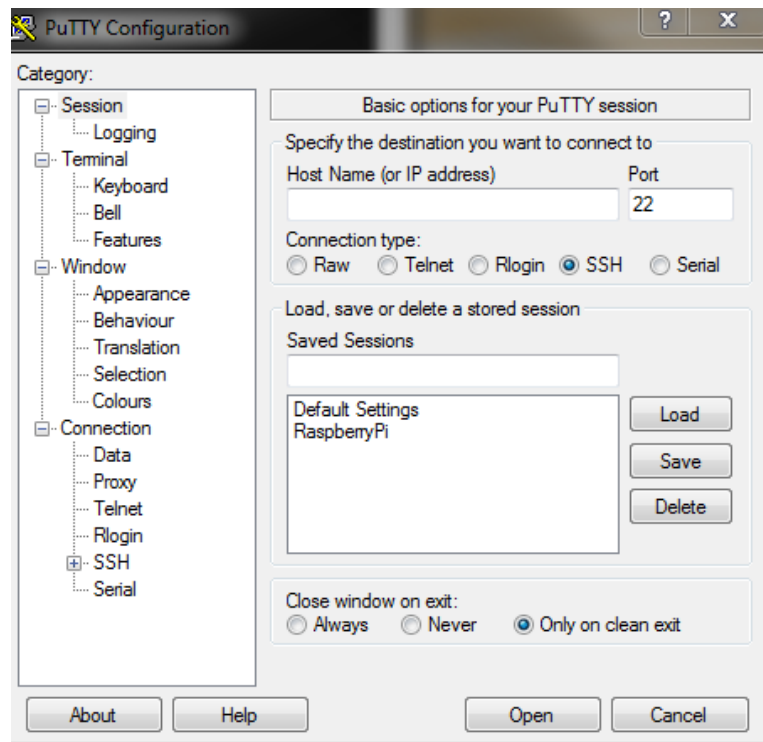 PuTTY Configuration
? X
Category:
Session
Logging
Terminal
Keyboard
Bell
Features
Window
Appearance
Behaviour
Translation
Selection
Colours
Connection
Data
Proxy
Telnet
Rlogin
SSH
Serial
Basic options for your PuTTY session
Specify the destination you want to connect to
Host Name (or IP address) Port
22
Connection type:
Raw Telnet Rlogin SSH Serial
Load, save or delete a stored session
Saved Sessions
Default Settings
RaspberryPi
Load
Save
Delete
Close window on exit:
Always Never Only on clean exit
About Help Open Cancel